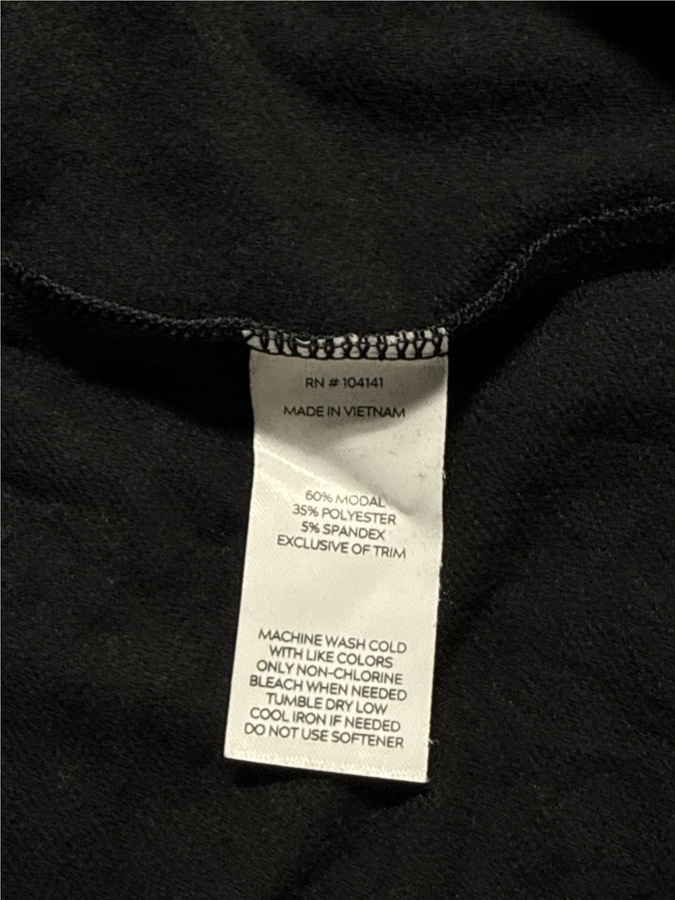 RN # 104141
MADE IN VIETNAM
60% MODAL
35% POLYESTER
5% SPANDEX
EXCLUSIVE OF TRIM
MACHINE WASH COLD
WITH LIKE COLORS
ONLY NON-CHLORINE
BLEACH WHEN NEEDED
TUMBLE DRY LOW
COOL IRON IF NEEDED
DO NOT USE SOFTENER